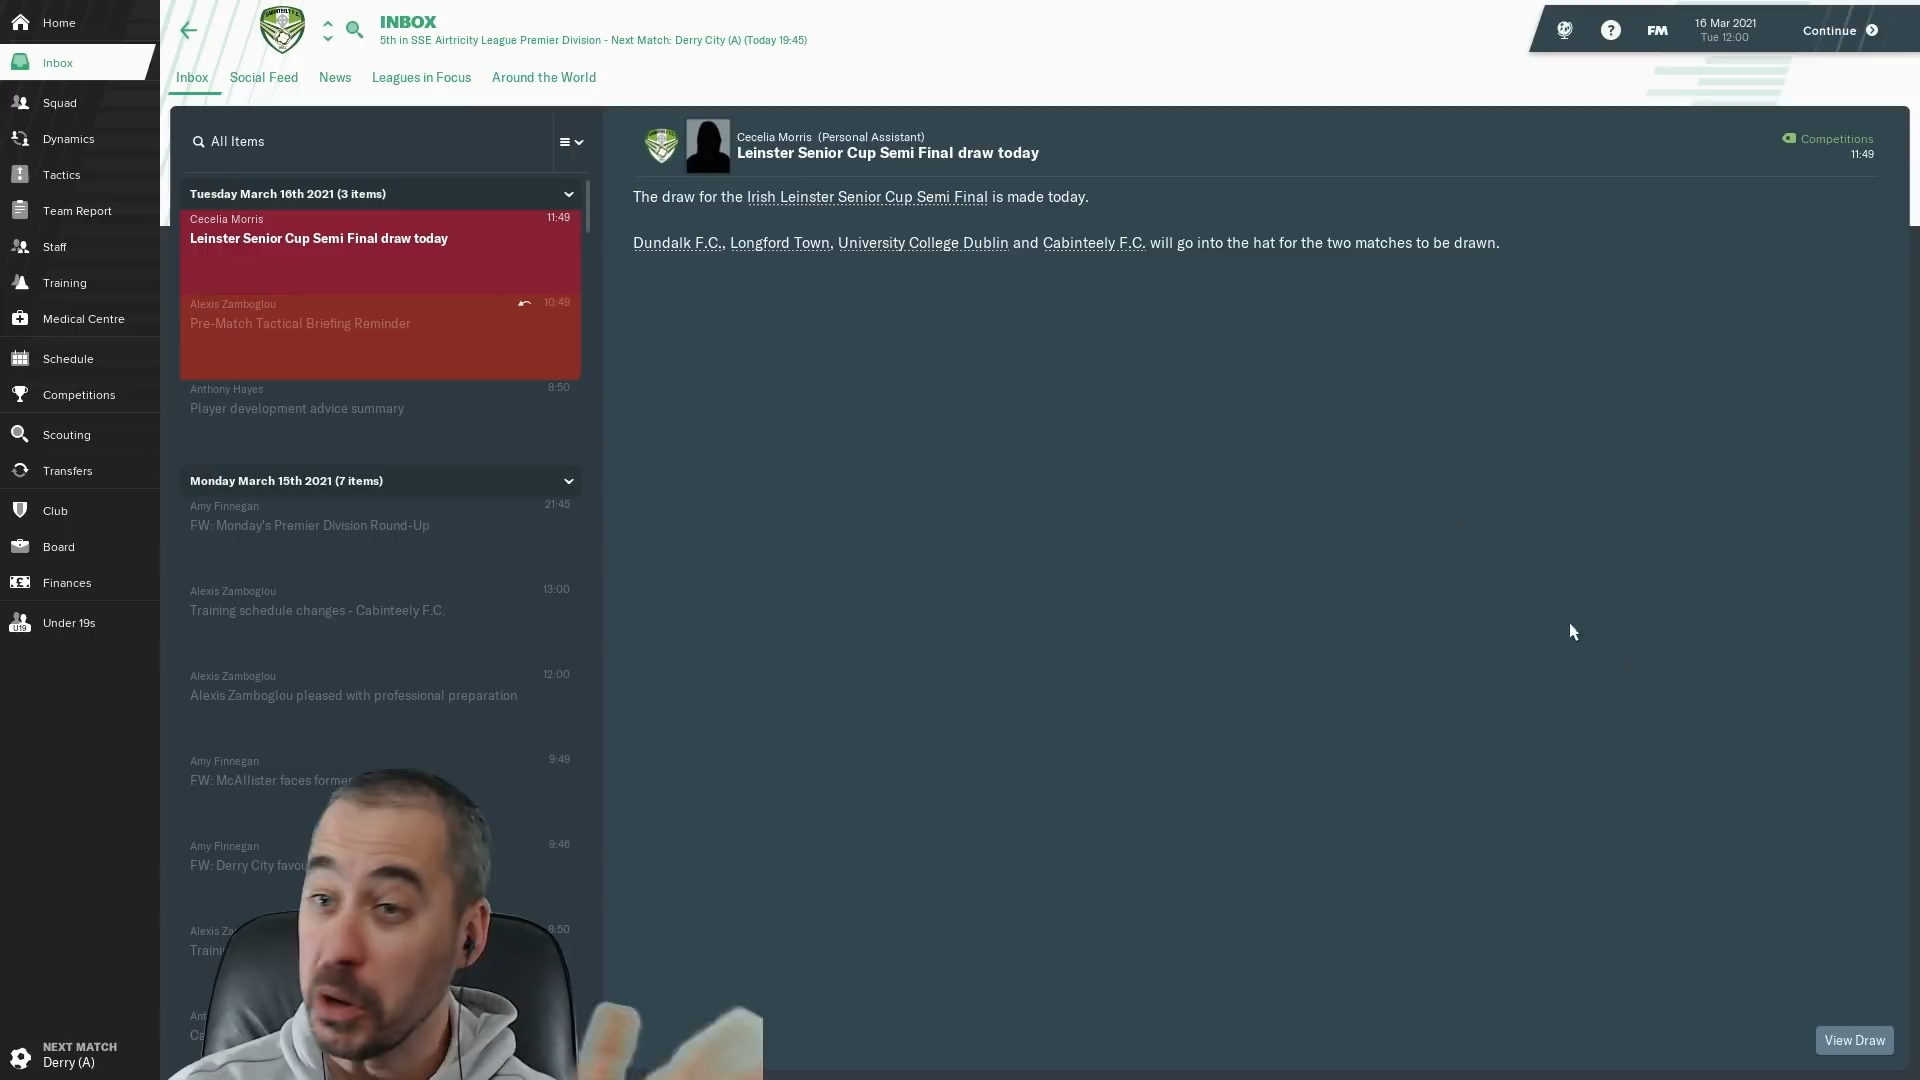 Home
Inbox
Squad
Dynamics
Tactics
Team Report
Staff
Training
Medical Centre
Schedule
Competitions
Scouting
Transfers
Club
Board
Finances
U19
Under 19s
NEXT MATCH
Derry (A)
INBOX
5th in SSE Airtricity League Premier Division - Next Match: Derry City (A) (Today 19:45)
?
FM
16 Mar 2021
Tue 12:00
Continue
Inbox Social Feed News Leagues in Focus Around the World
All Items
Tuesday March 16th 2021 (3 items)
Cecelia Morris 11:49
Leinster Senior Cup Semi Final draw today
Alexis Zamboglou 10:49
Pre-Match Tactical Briefing Reminder
Anthony Hayes 8:50
Player development advice summary
Monday March 15th 2021 (7 items)
Amy Finnegan 21:45
FW: Monday's Premier Division Round-Up
Alexis Zamboglou 13:00
Training schedule changes - Cabinteely F.C.
Alexis Zamboglou 12:00
Alexis Zamboglou pleased with professional preparation
Amy Finnegan 9:49
FW: McAllister faces former
Amy Finnegan 9:46
FW: Derry City favou
Alexis Za 8:50
Traini
Ant
Ca
Cecelia Morris (Personal Assistant)
Leinster Senior Cup Semi Final draw today
Competitions
11:49
The draw for the Irish Leinster Senior Cup Semi Final is made today.
Dundalk F.C., Longford Town, University College Dublin and Cabinteely F.C. will go into the hat for the two matches to be drawn.
View Draw